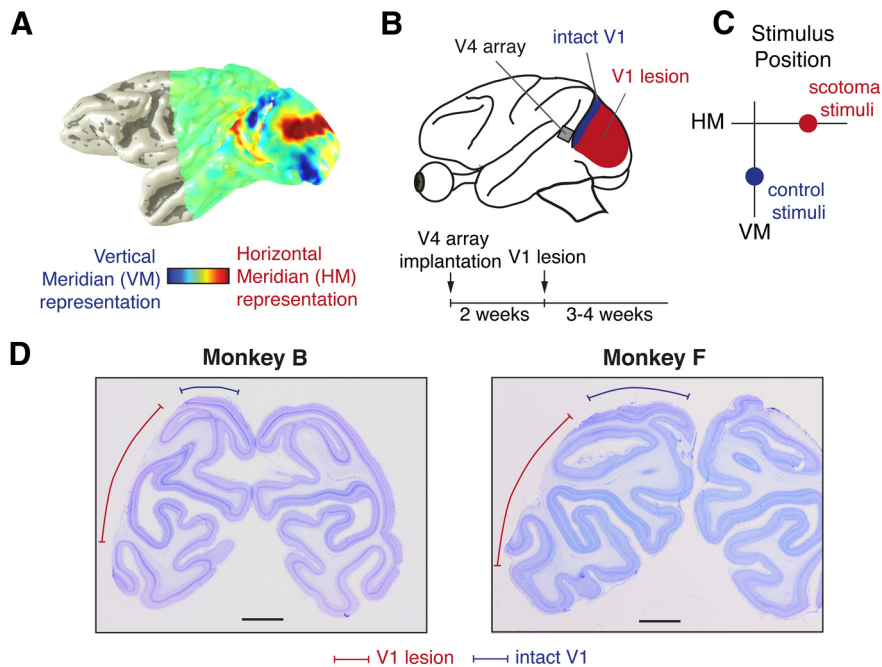 A
Vertical
Meridian (VM)
representation
Horizontal
Meridian (HM)
representation
B
V4 array
intact V1
V1 lesion
V4 array
implantation
V1 lesion
2 weeks
3-4 weeks
C
Stimulus
Position
scotoma
stimuli
HM
control
stimuli
VM
D
Monkey B
Monkey F
V1 lesion
intact V1